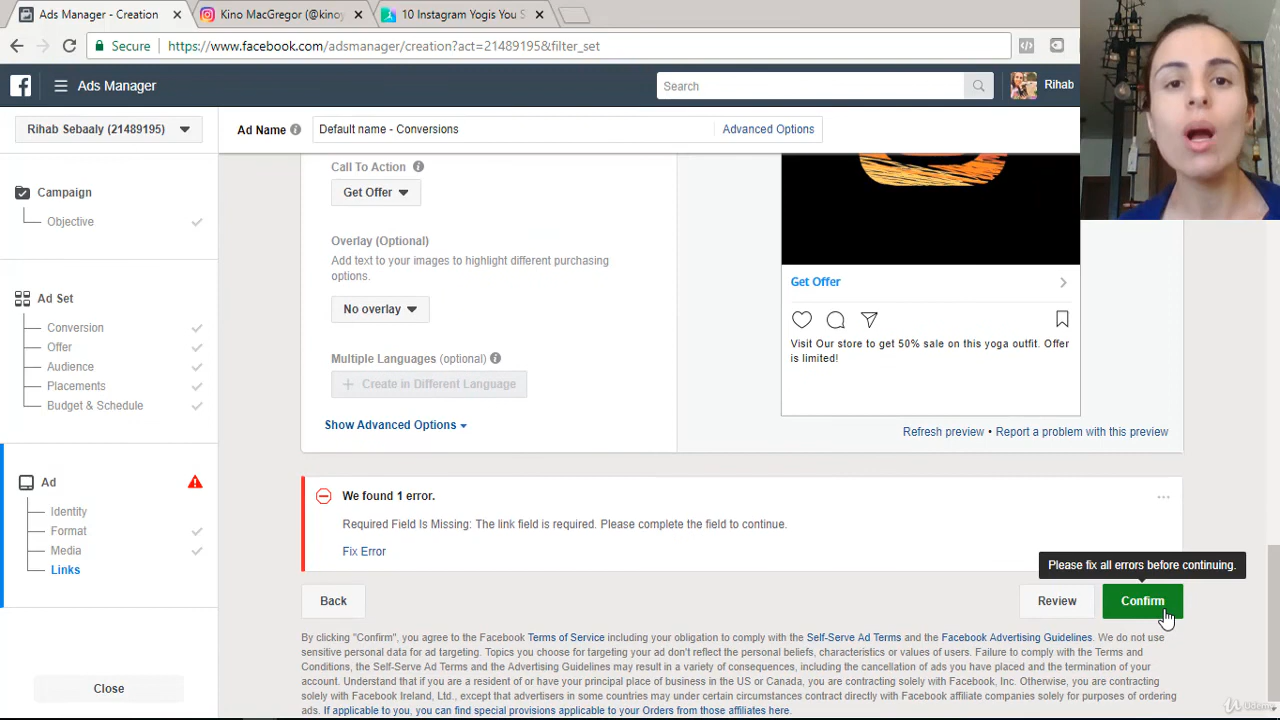 Ads Manager - Creation
Kino MacGregor (@kinoy
10 Instagram Yogis You S
Secure
https://www.facebook.com/adsmanager/creation?act=21489195&filter_set
Ads Manager
Search
Rihab
Rihab Sebaaly (21489195)
Ad Name
Default name - Conversions
Advanced Options
Campaign
Objective
Ad Set
Conversion
Offer
Audience
Placements
Budget & Schedule
Ad
Identity
Format
Media
Links
Close
Call To Action
Get Offer
Overlay (Optional)
Add text to your images to highlight different purchasing
options.
No overlay
Multiple Languages (optional)
+ Create in Different Language
Show Advanced Options
Get Offer
Visit Our store to get 50% sale on this yoga outfit. Offer
is limited!
Refresh preview • Report a problem with this preview
We found 1 error.
Required Field Is Missing: The link field is required. Please complete the field to continue.
Fix Error
Please fix all errors before continuing.
Back
Review
Confirm
By clicking "Confirm", you agree to the Facebook Terms of Service including your obligation to comply with the Self-Serve Ad Terms and the Facebook Advertising Guidelines. We do not use
sensitive personal data for ad targeting. Topics you choose for targeting your ad don't reflect the personal beliefs, characteristics or values of users. Failure to comply with the Terms and
Conditions, the Self-Serve Ad Terms and the Advertising Guidelines may result in a variety of consequences, including the cancellation of ads you have placed and the termination of your
account. Understand that if you are a resident of or have your principal place of business in the US or Canada, you are contracting solely with Facebook, Inc. Otherwise, you are contracting
solely with Facebook Ireland, Ltd., except that advertisers in some countries may under certain circumstances contract directly with Facebook affiliate companies solely for purposes of ordering
ads. If applicable to you, you can find special provisions applicable to your Orders from those affiliates here.
Udemy